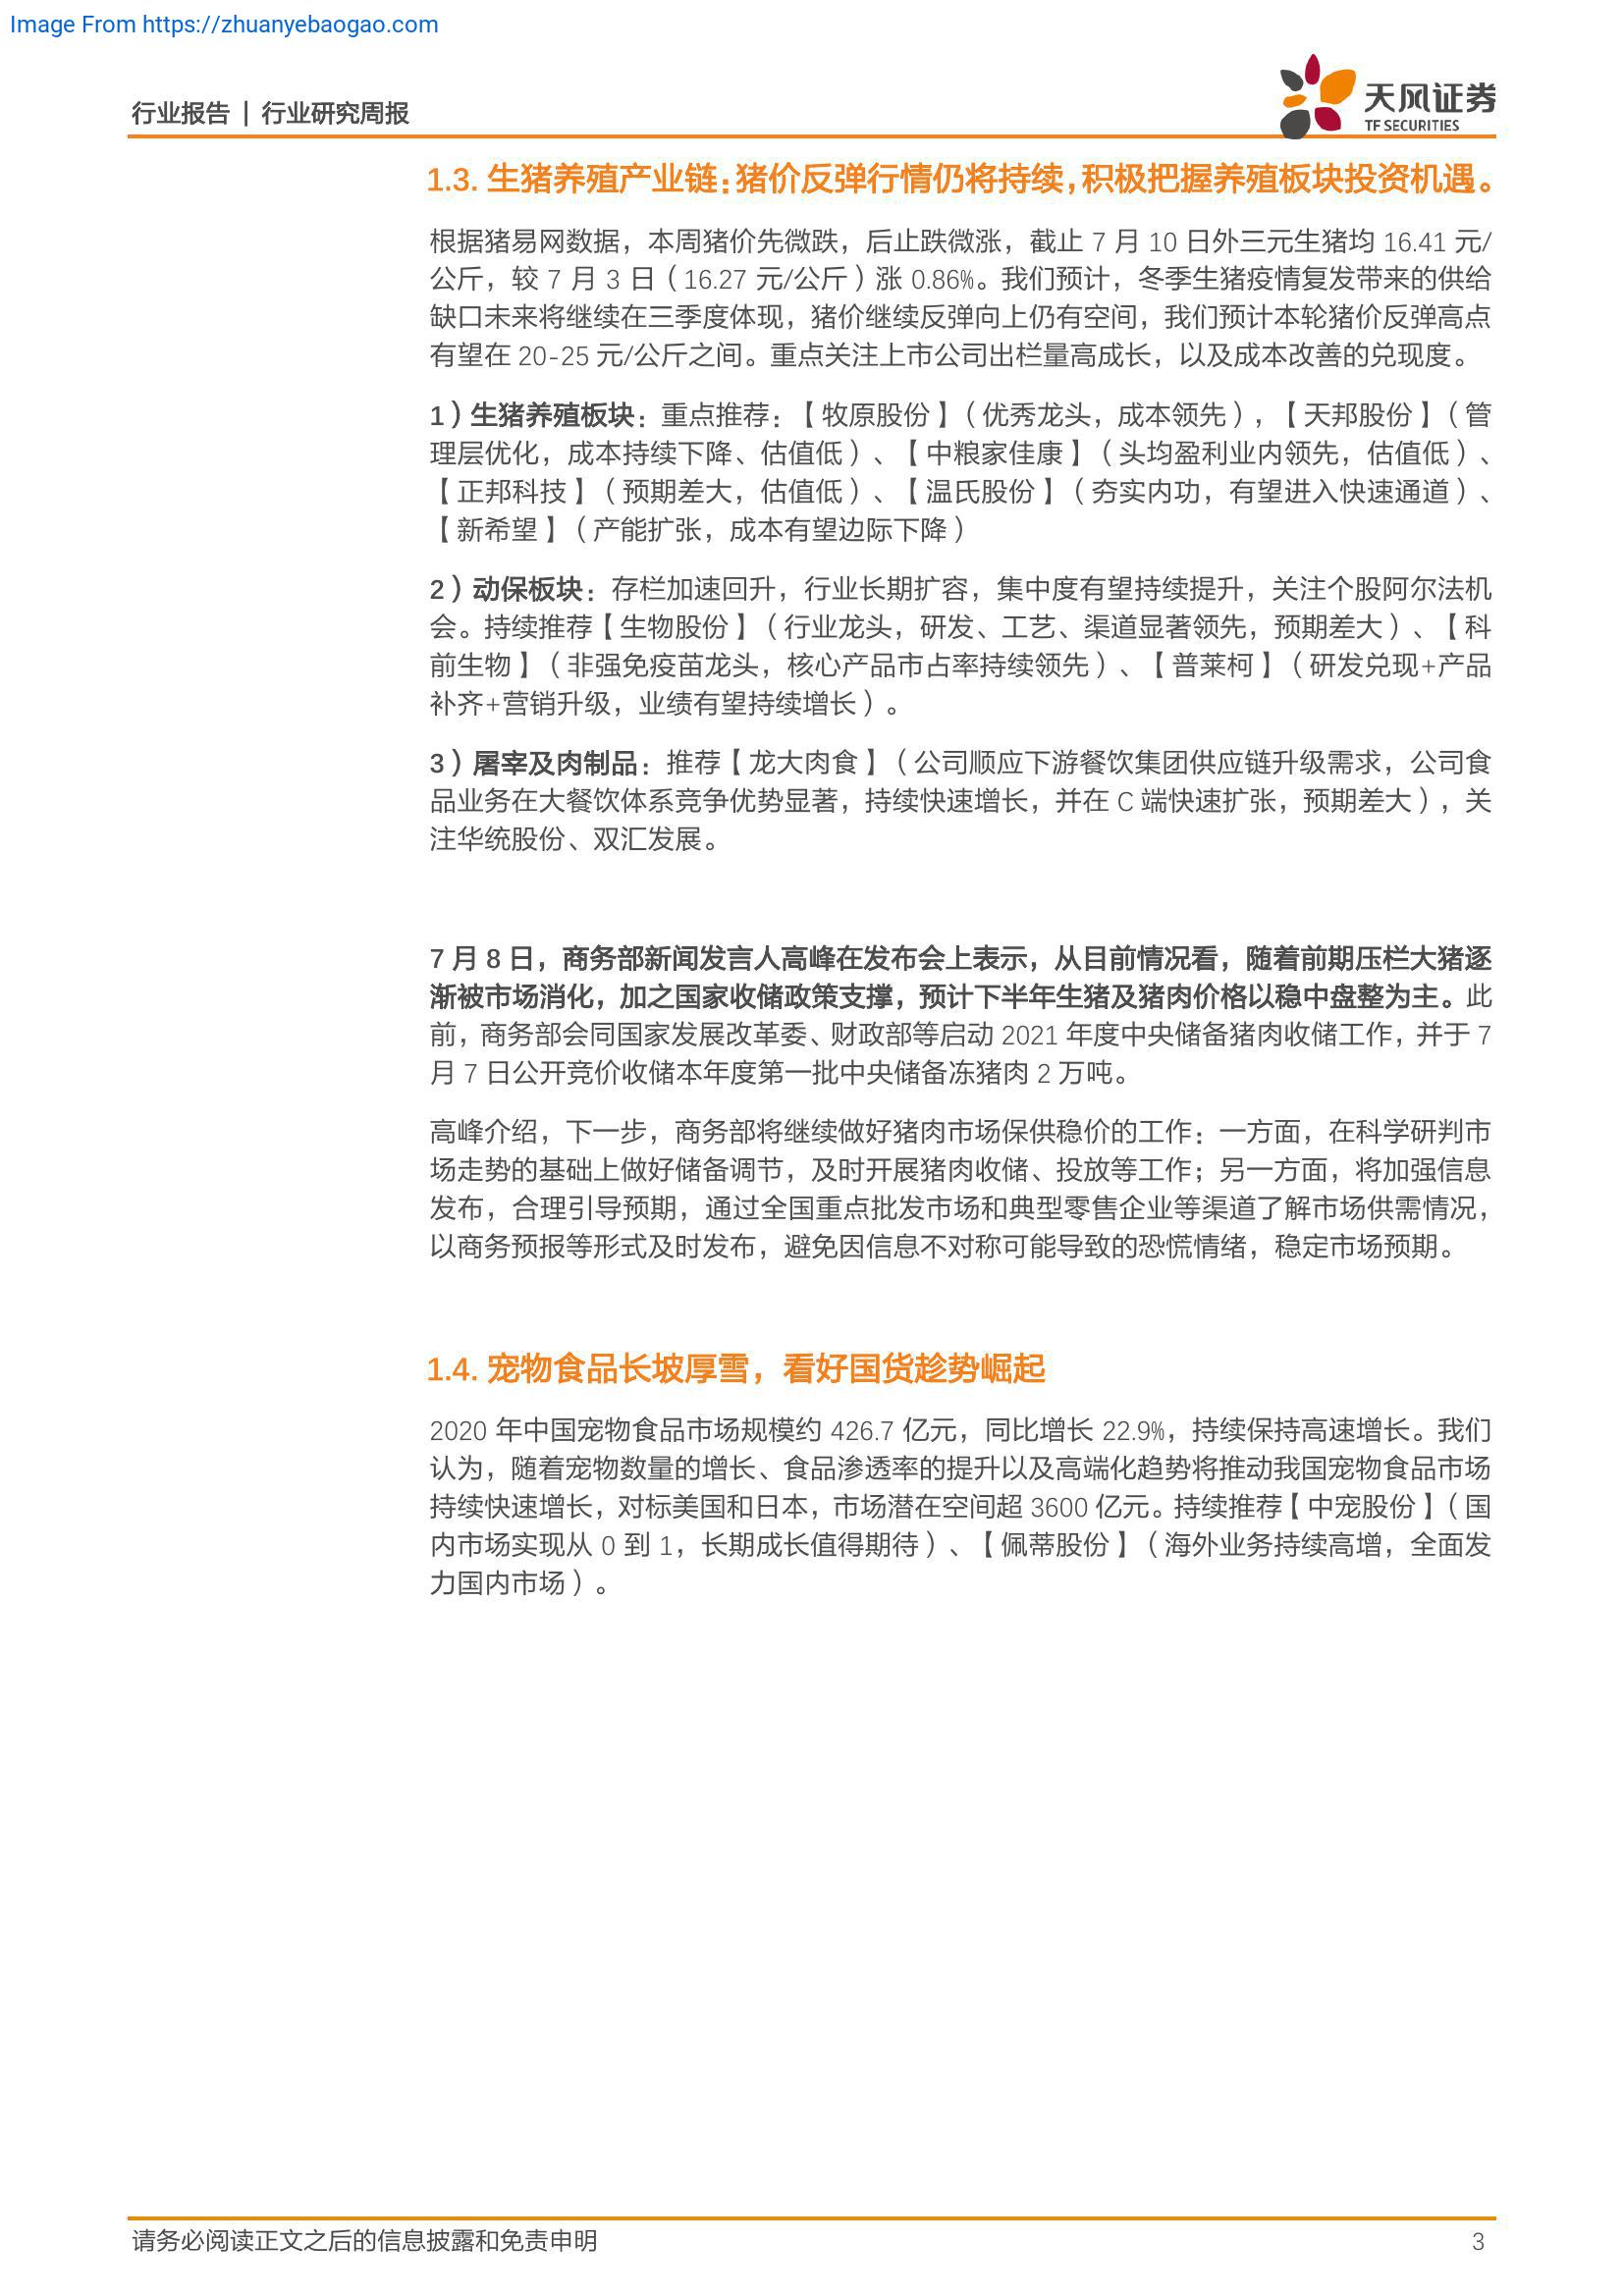 Image From https://zhuanyebaogao.com
行业报告 | 行业研究周报
天风证券
TF SECURITIES
1.3. 生猪养殖产业链：猪价反弹行情仍将持续，积极把握养殖板块投资机遇。
根据猪易网数据，本周猪价先微跌，后止跌微涨，截止 7 月 10 日外三元生猪均 16.41 元/
公斤，较 7 月 3 日（16.27 元/公斤）涨 0.86%。我们预计，冬季生猪疫情复发带来的供给
缺口未来将继续在三季度体现，猪价继续反弹向上仍有空间，我们预计本轮猪价反弹高点
有望在 20-25 元/公斤之间。重点关注上市公司出栏量高成长，以及成本改善的兑现度。
1）生猪养殖板块：重点推荐：【牧原股份】（优秀龙头，成本领先），【天邦股份】（管
理层优化，成本持续下降、估值低）、【中粮家佳康】（头均盈利业内领先，估值低）、
【正邦科技】（预期差大，估值低）、【温氏股份】（夯实内功，有望进入快速通道）、
【新希望】（产能扩张，成本有望边际下降）
2）动保板块：存栏加速回升，行业长期扩容，集中度有望持续提升，关注个股阿尔法机
会。持续推荐【生物股份】（行业龙头，研发、工艺、渠道显著领先，预期差大）、【科
前生物】（非强免疫苗龙头，核心产品市占率持续领先）、【普莱柯】（研发兑现+产品
补齐+营销升级，业绩有望持续增长）。
3）屠宰及肉制品：推荐【龙大肉食】（公司顺应下游餐饮集团供应链升级需求，公司食
品业务在大餐饮体系竞争优势显著，持续快速增长，并在 C 端快速扩张，预期差大），关
注华统股份、双汇发展。
7 月 8 日，商务部新闻发言人高峰在发布会上表示，从目前情况看，随着前期压栏大猪逐
渐被市场消化，加之国家收储政策支撑，预计下半年生猪及猪肉价格以稳中盘整为主。此
前，商务部会同国家发展改革委、财政部等启动 2021 年度中央储备猪肉收储工作，并于 7
月 7 日公开竞价收储本年度第一批中央储备冻猪肉 2 万吨。
高峰介绍，下一步，商务部将继续做好猪肉市场保供稳价的工作：一方面，在科学研判市
场走势的基础上做好储备调节，及时开展猪肉收储、投放等工作；另一方面，将加强信息
发布，合理引导预期，通过全国重点批发市场和典型零售企业等渠道了解市场供需情况，
以商务预报等形式及时发布，避免因信息不对称可能导致的恐慌情绪，稳定市场预期。
1.4. 宠物食品长坡厚雪，看好国货趁势崛起
2020 年中国宠物食品市场规模约 426.7 亿元，同比增长 22.9%，持续保持高速增长。我们
认为，随着宠物数量的增长、食品渗透率的提升以及高端化趋势将推动我国宠物食品市场
持续快速增长，对标美国和日本，市场潜在空间超 3600 亿元。持续推荐【中宠股份】（国
内市场实现从 0 到 1，长期成长值得期待）、【佩蒂股份】（海外业务持续高增，全面发
力国内市场）。
请务必阅读正文之后的信息披露和免责申明
3